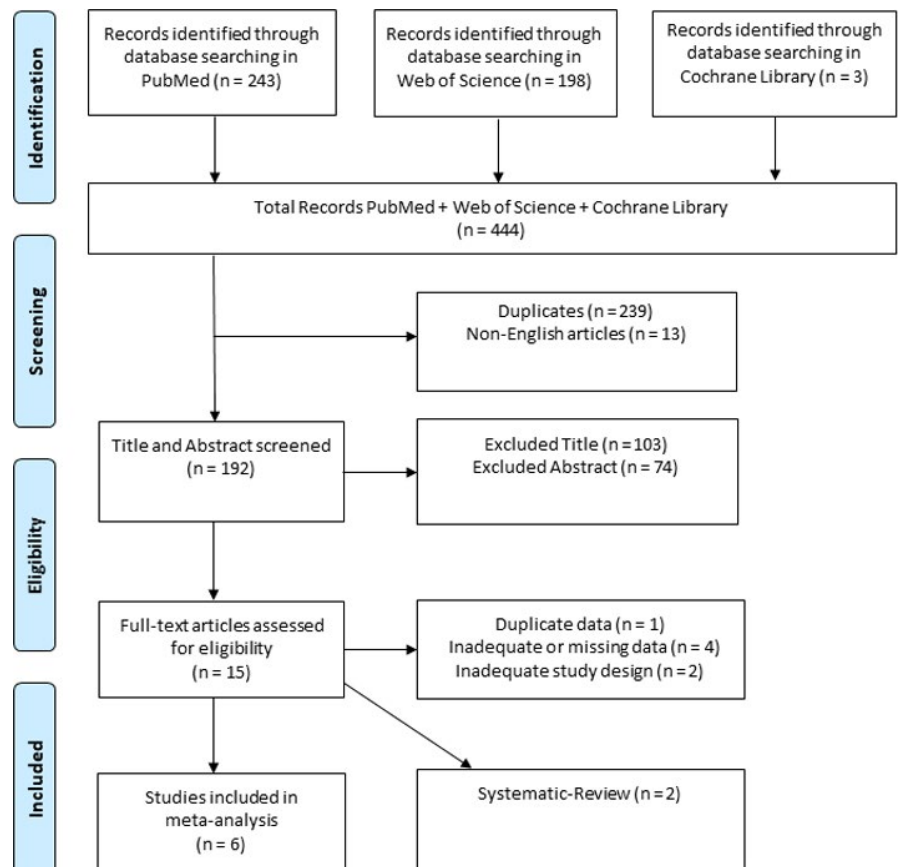 Identification
Records identified through
database searching in
PubMed (n = 243)
Records identified through
database searching in
Web of Science (n = 198)
Records identified through
database searching in
Cochrane Library (n = 3)
Total Records PubMed + Web of Science + Cochrane Library
(n = 444)
Screening
Duplicates (n = 239)
Non-English articles (n = 13)
Title and Abstract screened
(n = 192)
Excluded Title (n = 103)
Excluded Abstract (n = 74)
Eligibility
Full-text articles assessed
for eligibility
(n = 15)
Duplicate data (n = 1)
Inadequate or missing data (n = 4)
Inadequate study design (n = 2)
Included
Studies included in
meta-analysis
(n = 6)
Systematic-Review (n = 2)